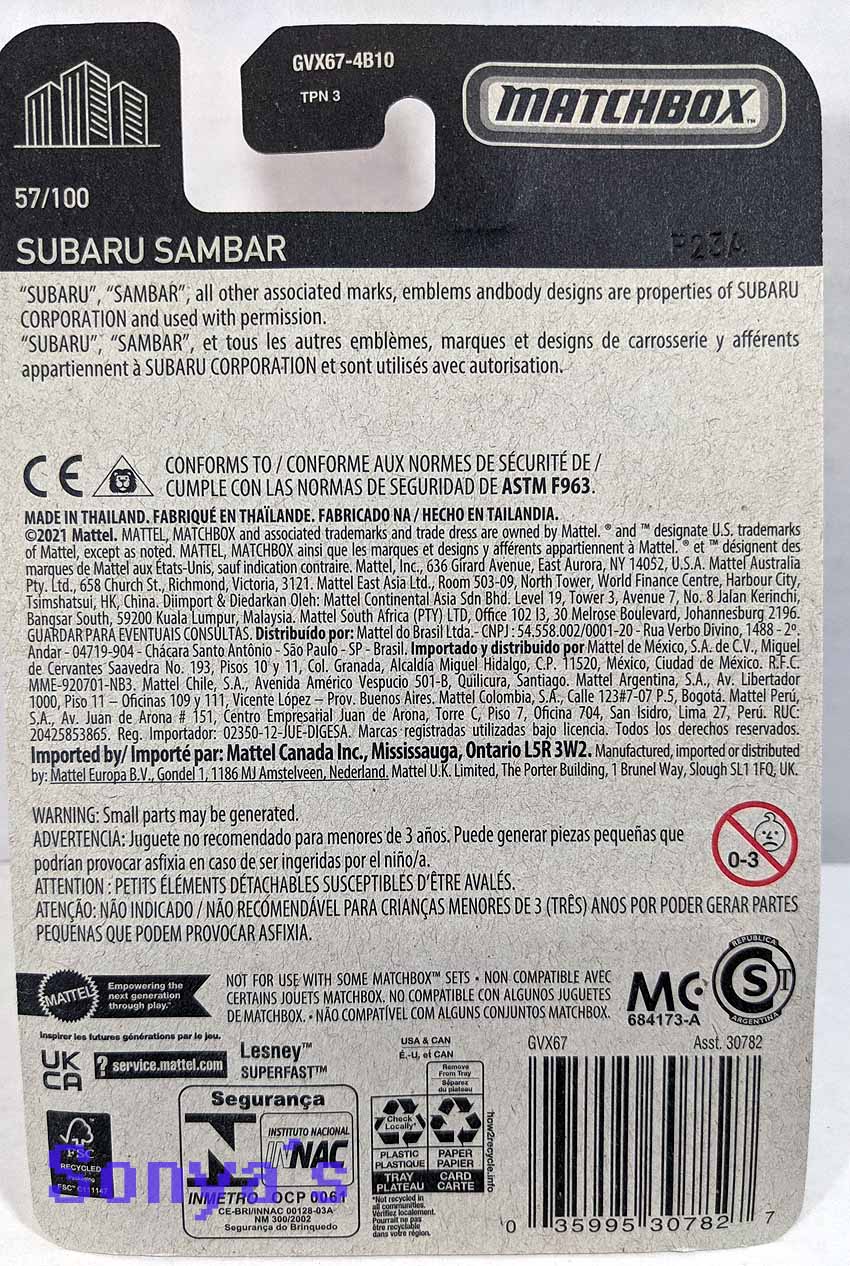 GVX67-4B10
TPN 3
MATCHBOX™
57/100
SUBARU SAMBAR
F23A
"SUBARU", "SAMBAR", all other associated marks, emblems andbody designs are properties of SUBARU
CORPORATION and used with permission.
"SUBARU", "SAMBAR", et tous les autres emblèmes, marques et designs de carrosserie y afférents
appartiennent à SUBARU CORPORATION et sont utilisés avec autorisation.
CE
CONFORMS TO / CONFORME AUX NORMES DE SÉCURITÉ DE /
CUMPLE CON LAS NORMAS DE SEGURIDAD DE ASTM F963.
MADE IN THAILAND. FABRIQUÉ EN THAÏLANDE. FABRICADO NA / HECHO EN TAILANDIA.
©2021 Mattel. MATTEL, MATCHBOX and associated trademarks and trade dress are owned by Mattel. ® and ™ designate U.S. trademarks
of Mattel, except as noted. MATTEL, MATCHBOX ainsi que les marques et designs y afférents appartiennent à Mattel. ® et ™ désignent des
marques de Mattel aux États-Unis, sauf indication contraire. Mattel, Inc., 636 Girard Avenue, East Aurora, NY 14052, U.S.A. Mattel Australia
Pty. Ltd., 658 Church St., Richmond, Victoria, 3121. Mattel East Asia Ltd., Room 503-09, North Tower, World Finance Centre, Harbour City,
Tsimshatsui, HK, China. Diimport & Diedarkan Oleh: Mattel Continental Asia Sdn Bhd. Level 19, Tower 3, Avenue 7, No. 8 Jalan Kerinchi,
Bangsar South, 59200 Kuala Lumpur, Malaysia. Mattel South Africa (PTY) LTD, Office 102 I3, 30 Melrose Boulevard, Johannesburg 2196.
GUARDAR PARA EVENTUAIS CONSULTAS. Distribuído por: Mattel do Brasil Ltda.- CNPJ : 54.558.002/0001-20 - Rua Verbo Divino, 1488 - 2º.
Andar - 04719-904 - Chácara Santo Antônio - São Paulo - SP - Brasil. Importado y distribuido por Mattel de México, S.A. de C.V., Miguel
de Cervantes Saavedra No. 193, Pisos 10 y 11, Col. Granada, Alcaldía Miguel Hidalgo, C.P. 11520, México, Ciudad de México. R.F.C.
MME-920701-NB3. Mattel Chile, S.A., Avenida Américo Vespucio 501-B, Quilicura, Santiago. Mattel Argentina, S.A., Av. Libertador
1000, Piso 11 – Oficinas 109 y 111, Vicente López – Prov. Buenos Aires. Mattel Colombia, S.A., Calle 123#7-07 P.5, Bogotá. Mattel Perú,
S.A., Av. Juan de Arona # 151, Centro Empresarial Juan de Arona, Torre C, Piso 7, Oficina 704, San Isidro, Lima 27, Perú. RUC:
20425853865. Reg. Importador: 02350-12-JUE-DIGESA. Marcas registradas utilizadas bajo licencia. Todos los derechos reservados.
Imported by/ Importé par: Mattel Canada Inc., Mississauga, Ontario L5R 3W2. Manufactured, imported or distributed
by: Mattel Europa B.V., Gondel 1, 1186 MJ Amstelveen, Nederland. Mattel U.K. Limited, The Porter Building, 1 Brunel Way, Slough SL1 1FQ, UK.
WARNING: Small parts may be generated.
ADVERTENCIA: Juguete no recomendado para menores de 3 años. Puede generar piezas pequeñas que
podrían provocar asfixia en caso de ser ingeridas por el niño/a.
ATTENTION : PETITS ÉLÉMENTS DÉTACHABLES SUSCEPTIBLES D'ÊTRE AVALÉS.
ATENÇÃO: NÃO INDICADO / NÃO RECOMENDÁVEL PARA CRIANÇAS MENORES DE 3 (TRÊS) ANOS POR PODER GERAR PARTES
PEQUENAS QUE PODEM PROVOCAR ASFIXIA.
0-3
MATTEL
Empowering the
next generation
through play.™
Inspirer les futures générations par le jeu.
NOT FOR USE WITH SOME MATCHBOX™ SETS • NON COMPATIBLE AVEC
CERTAINS JOUETS MATCHBOX. NO COMPATIBLE CON ALGUNOS JUGUETES
DE MATCHBOX. • NÃO COMPATÍVEL COM ALGUNS CONJUNTOS MATCHBOX.
MC
684173-A
REPUBLICA
S
ARGENTINA
UK
CA
? service.mattel.com
Lesney™
SUPERFAST™
USA & CAN
É.-U. et CAN
Remove
From Tray
Séparez
du plateau
Check
Locally*
PLASTIC
PLASTIQUE
TRAY
PLATEAU
PAPER
PAPIER
CARD
CARTE
*Not recycled in
all communities.
Vérifiez localement.
Pourrait ne pas
être recyclable
dans votre région.
how2recycle.info
GVX67
Asst. 30782
0 35995 30782 7
Segurança
INSTITUTO NACIONAL
INNAC
INMETRO OCP 0061
CE-BRI/INNAC 00128-03A
NM 300/2002
Segurança do Brinquedo
FSC
RECYCLED
Sonya's